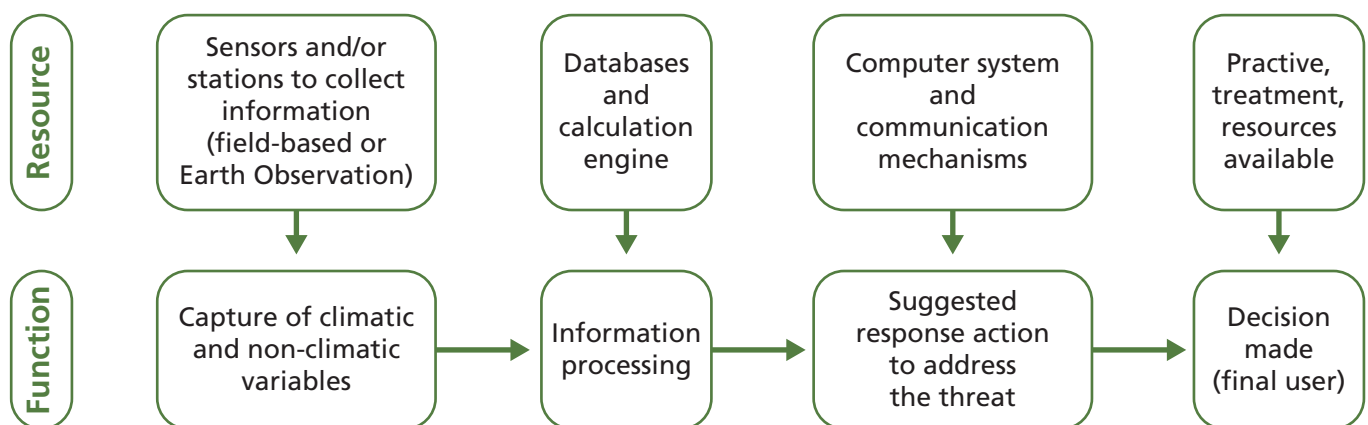 Resource
Sensors and/or
stations to collect
information
(field-based or
Earth Observation)
Databases
and
calculation
engine
Computer system
and
communication
mechanisms
Practive,
treatment,
resources
available
Function
Capture of climatic
and non-climatic
variables
Information
processing
Suggested
response action
to address
the threat
Decision
made
(final user)